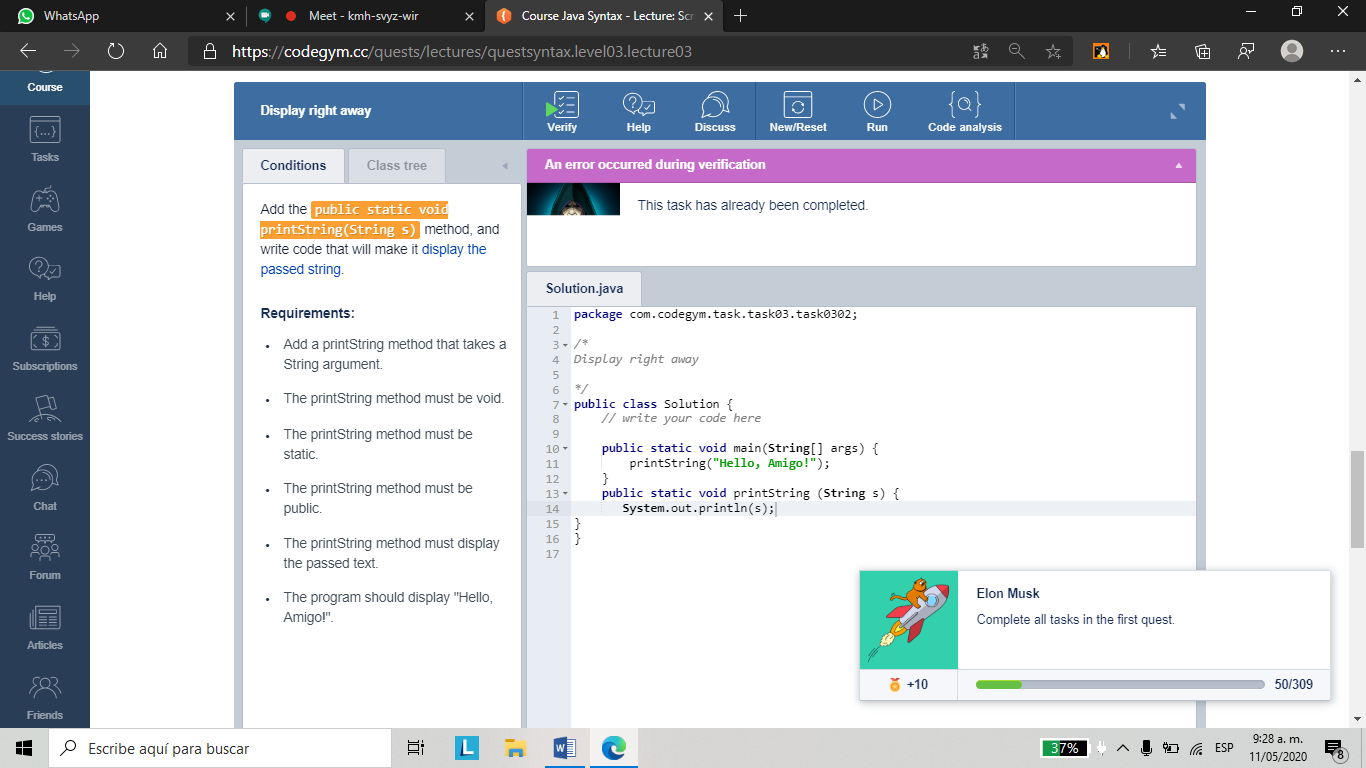 WhatsApp
Meet - kmh-svyz-wir
Course Java Syntax - Lecture: Scr
https://codegym.cc/quests/lectures/questsyntax.level03.lecture03
Course
Tasks
Games
Help
Subscriptions
Success stories
Chat
Forum
Articles
Friends
Display right away
Verify
Help
Discuss
New/Reset
Run
Code analysis
Conditions
Class tree
Add the public static void
printString(String s) method, and
write code that will make it display the
passed string.
Requirements:
• Add a printString method that takes a
String argument.
• The printString method must be void.
• The printString method must be
static.
• The printString method must be
public.
• The printString method must display
the passed text.
• The program should display "Hello,
Amigo!".
An error occurred during verification
This task has already been completed.
Solution.java
1 package com.codegym.task.task03.task0302;
2
3 /*
4 Display right away
5
6 */
7 public class Solution {
8 // write your code here
9
10 public static void main(String[] args) {
11 printString("Hello, Amigo!");
12 }
13 public static void printString (String s) {
14 System.out.println(s);
15 }
16 }
17
Elon Musk
Complete all tasks in the first quest.
+10
50/309
Escribe aquí para buscar
L
37%
ESP
9:28 a. m.
11/05/2020
8